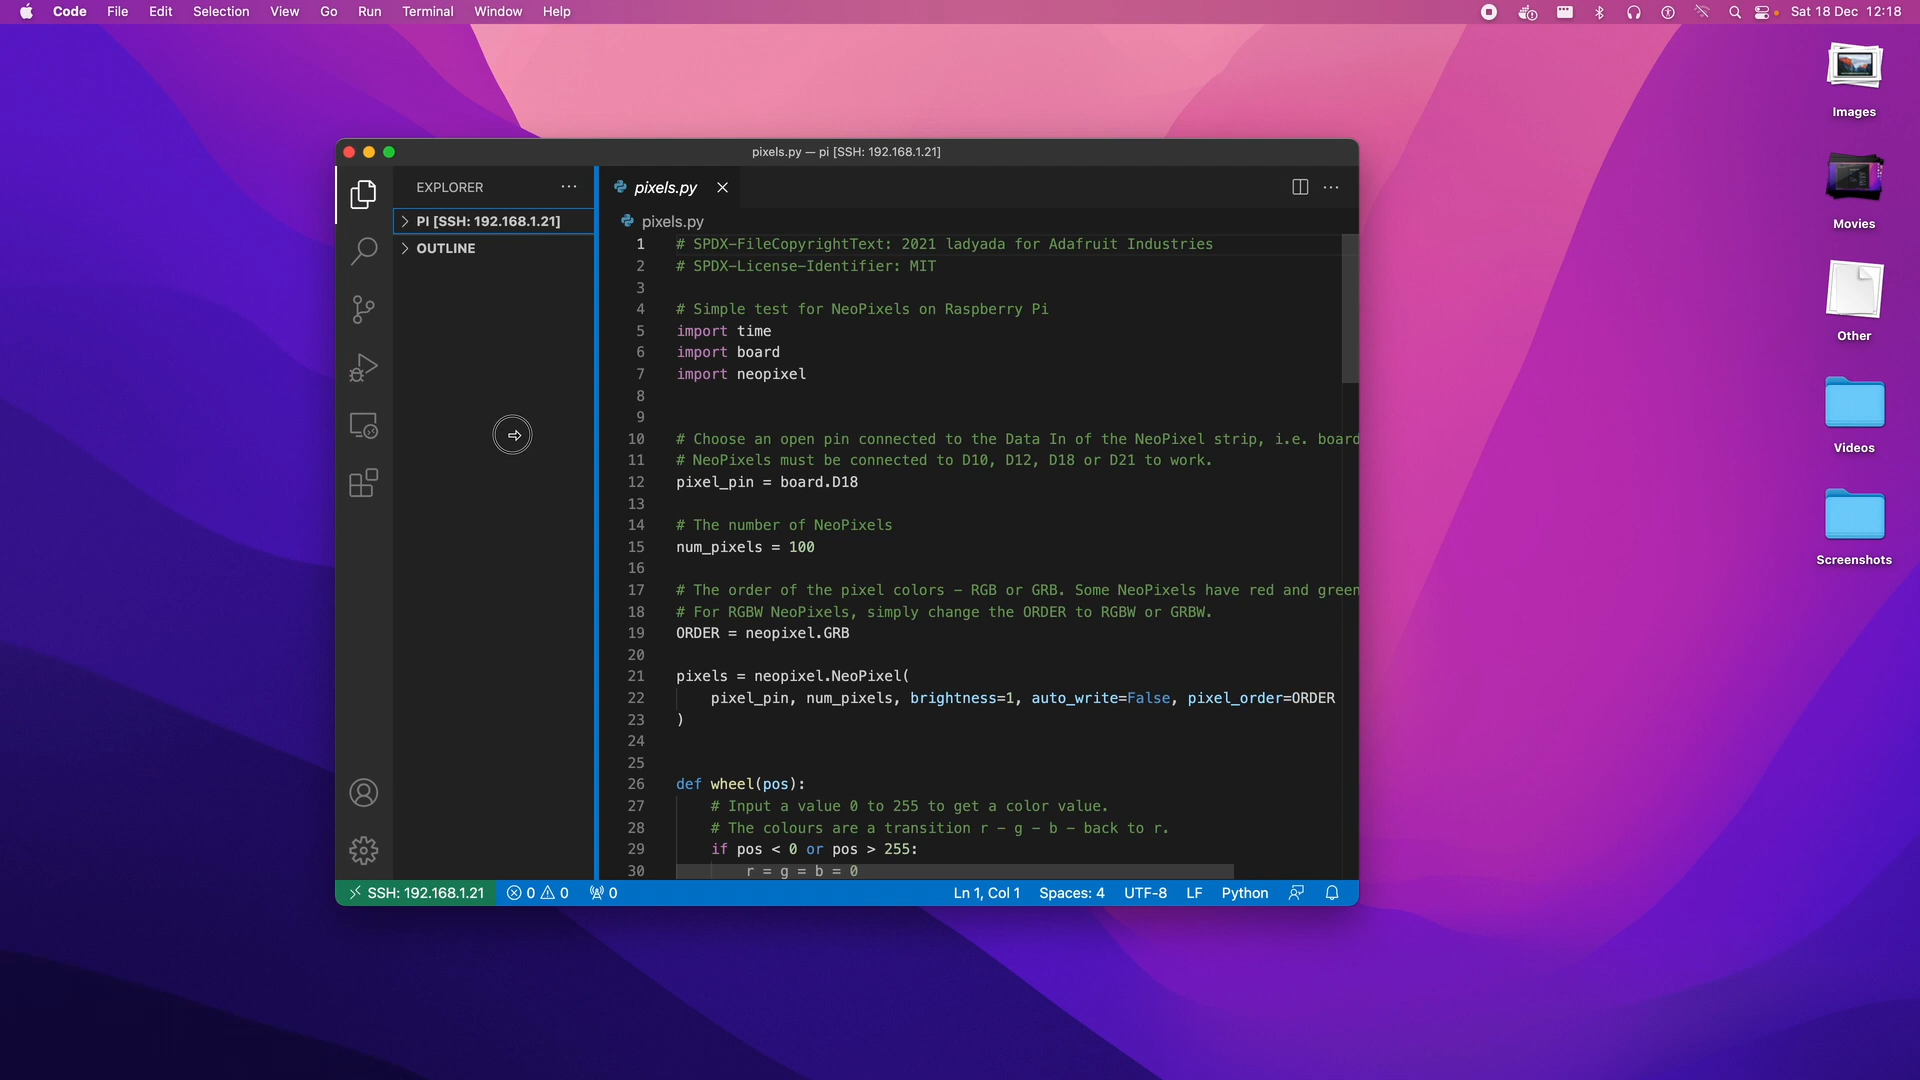 Code File Edit Selection View Go Run Terminal Window Help
Sat 18 Dec 12:18
Images
Movies
Other
Videos
Screenshots
pixels.py — pi [SSH: 192.168.1.21]
EXPLORER
PI [SSH: 192.168.1.21]
OUTLINE
pixels.py
pixels.py
1 # SPDX-FileCopyrightText: 2021 ladyada for Adafruit Industries
2 # SPDX-License-Identifier: MIT
3
4 # Simple test for NeoPixels on Raspberry Pi
5 import time
6 import board
7 import neopixel
8
9
10 # Choose an open pin connected to the Data In of the NeoPixel strip, i.e. board
11 # NeoPixels must be connected to D10, D12, D18 or D21 to work.
12 pixel_pin = board.D18
13
14 # The number of NeoPixels
15 num_pixels = 100
16
17 # The order of the pixel colors - RGB or GRB. Some NeoPixels have red and green
18 # For RGBW NeoPixels, simply change the ORDER to RGBW or GRBW.
19 ORDER = neopixel.GRB
20
21 pixels = neopixel.NeoPixel(
22 pixel_pin, num_pixels, brightness=1, auto_write=False, pixel_order=ORDER
23 )
24
25
26 def wheel(pos):
27 # Input a value 0 to 255 to get a color value.
28 # The colours are a transition r - g - b - back to r.
29 if pos < 0 or pos > 255:
30 r = g = b = 0
SSH: 192.168.1.21 0 0 0 Ln 1, Col 1 Spaces: 4 UTF-8 LF Python